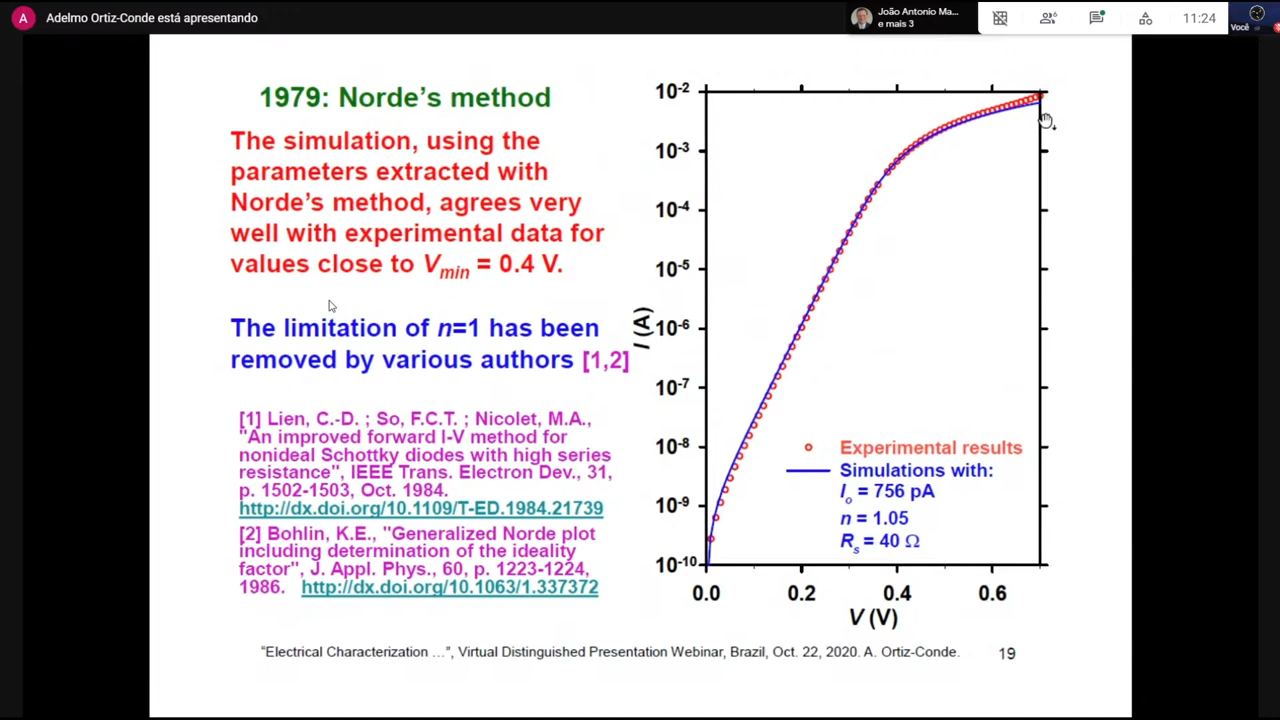 A
Adelmo Ortiz-Conde está apresentando
João Antonio Ma...
e mais 3
6
11:24
Você
1979: Norde's method
The simulation, using the
parameters extracted with
Norde's method, agrees very
well with experimental data for
values close to Vmin = 0.4 V.
The limitation of n=1 has been
removed by various authors [1,2]
[1] Lien, C.-D. ; So, F.C.T. ; Nicolet, M.A.,
"An improved forward I-V method for
nonideal Schottky diodes with high series
resistance", IEEE Trans. Electron Dev., 31,
p. 1502-1503, Oct. 1984.
http://dx.doi.org/10.1109/T-ED.1984.21739
[2] Bohlin, K.E., "Generalized Norde plot
including determination of the ideality
factor", J. Appl. Phys., 60, p. 1223-1224,
1986. http://dx.doi.org/10.1063/1.337372
10-2
10-3
10-4
10-5
10-6
10-7
10-8
10-9
10-10
I (A)
Experimental results
Simulations with:
Io = 756 pA
n = 1.05
Rs = 40 Ω
0.0 0.2 0.4 0.6
V (V)
"Electrical Characterization ...", Virtual Distinguished Presentation Webinar, Brazil, Oct. 22, 2020. A. Ortiz-Conde.
19